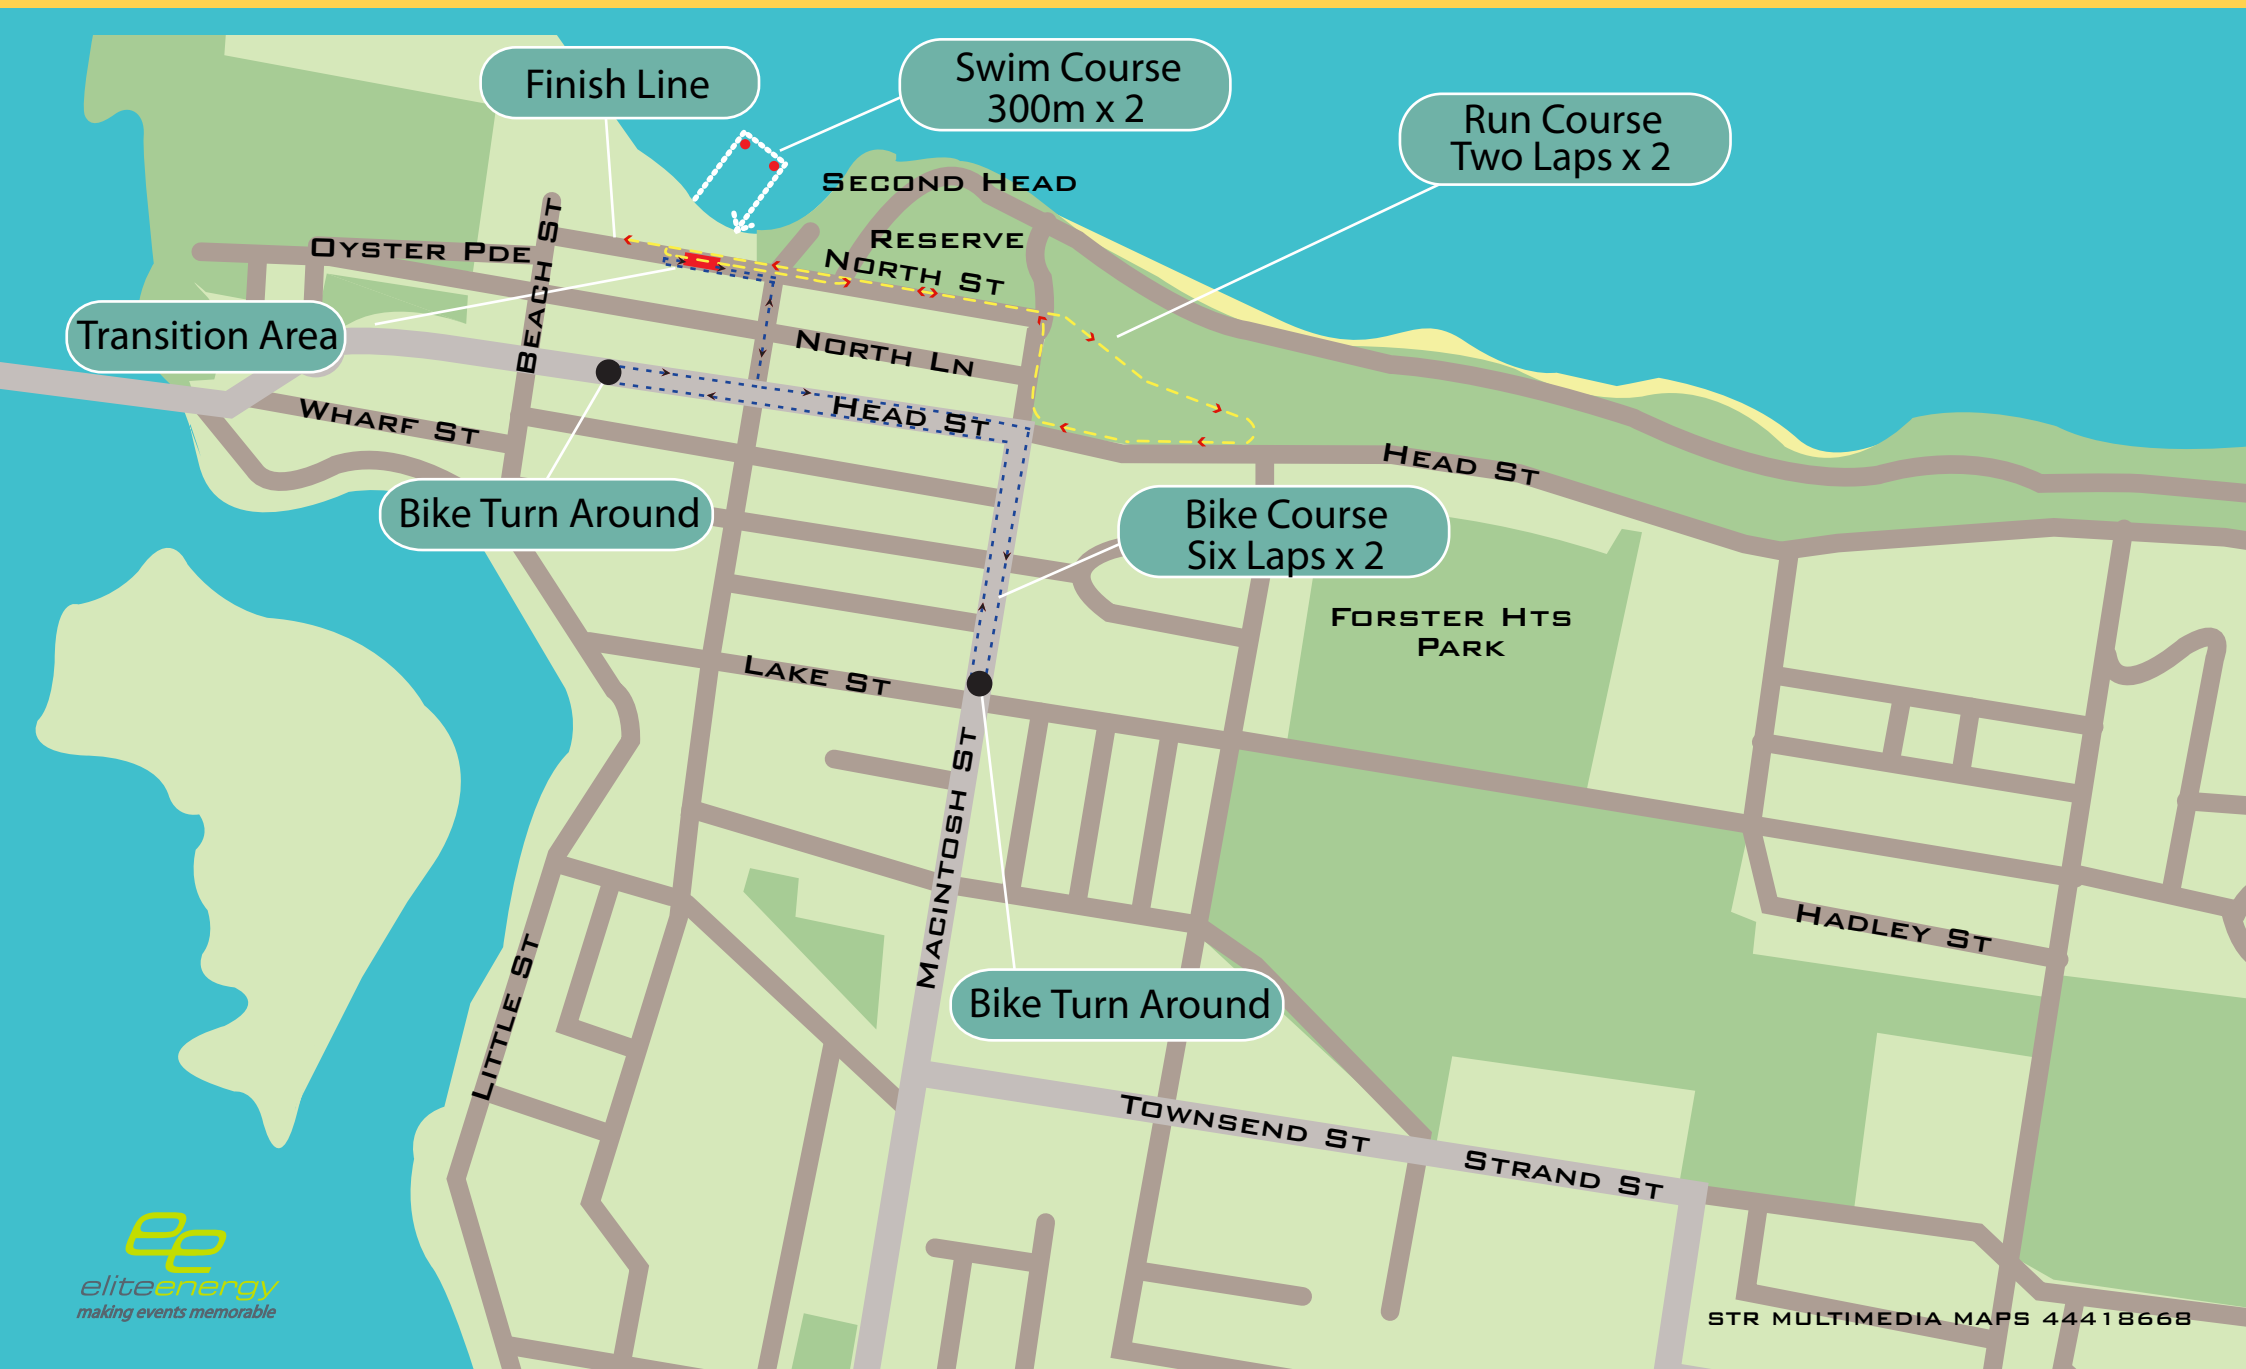 Finish Line
Swim Course
300m x 2
Run Course
Two Laps x 2
Second Head
Reserve
Oyster Pde
Beach St
North St
Transition Area
North Ln
Head St
Wharf St
Head St
Bike Turn Around
Bike Course
Six Laps x 2
Forster Hts
Park
Lake St
Macintosh St
Hadley St
Little St
Bike Turn Around
Townsend St
Strand St
ee
eliteenergy
making events memorable
STR MULTIMEDIA MAPS 44418668